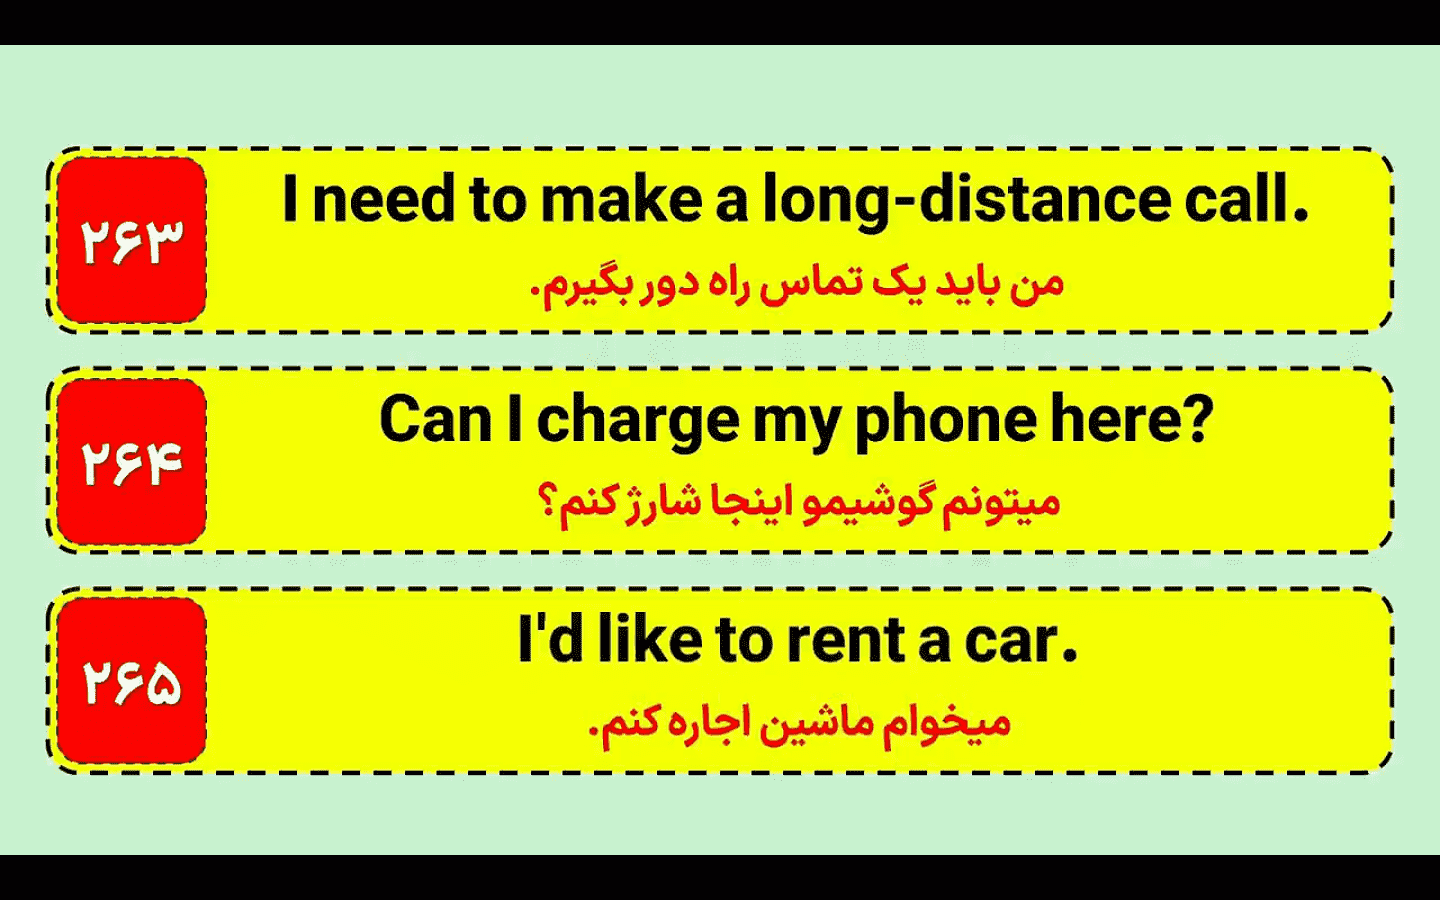 ۲۶۳
I need to make a long-distance call.
من باید یک تماس راه دور بگیرم.
۲۶۴
Can I charge my phone here?
میتونم گوشیمو اینجا شارژ کنم؟
۲۶۵
I'd like to rent a car.
میخوام ماشین اجاره کنم.